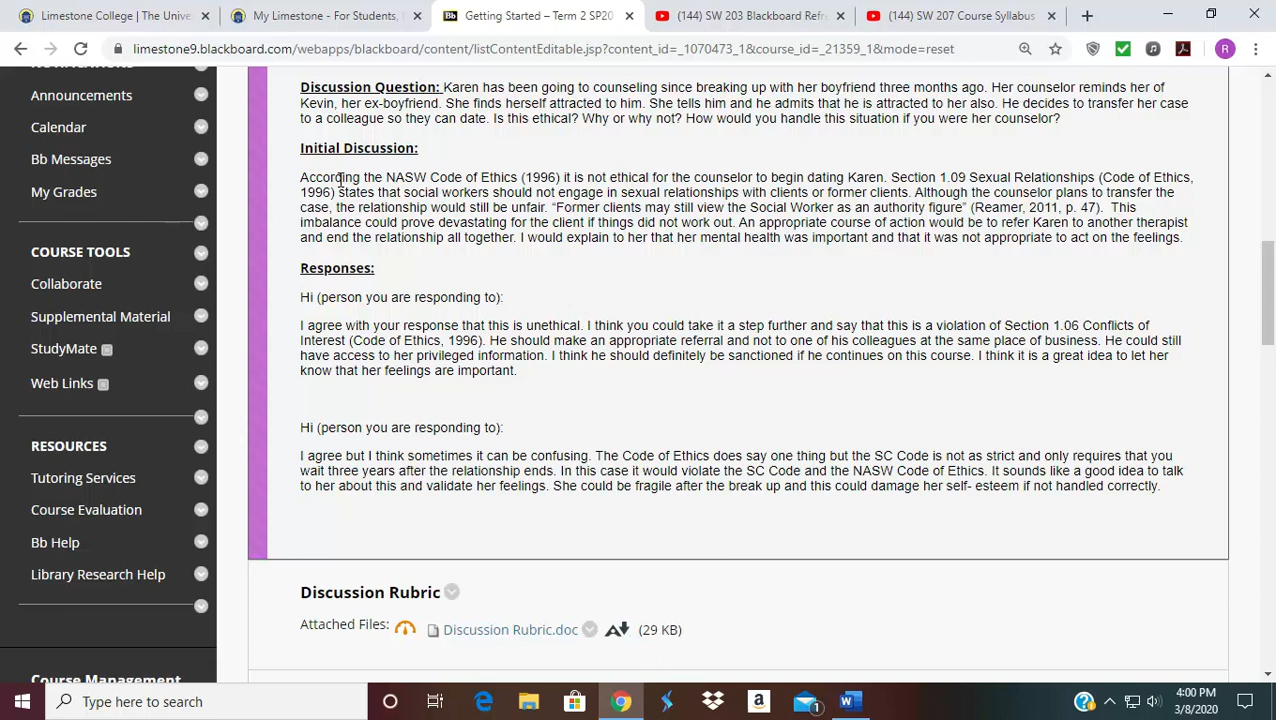 Limestone College | The Unive
My Limestone - For Students,
Getting Started – Term 2 SP20
(144) SW 203 Blackboard Refr
(144) SW 207 Course Syllabus
limestone9.blackboard.com/webapps/blackboard/content/listContentEditable.jsp?content_id=_1070473_1&course_id=_21359_1&mode=reset
R
Announcements
Calendar
Bb Messages
My Grades
COURSE TOOLS
Collaborate
Supplemental Material
StudyMate
Web Links
RESOURCES
Tutoring Services
Course Evaluation
Bb Help
Library Research Help
Course Management
Discussion Question: Karen has been going to counseling since breaking up with her boyfriend three months ago. Her counselor reminds her of
Kevin, her ex-boyfriend. She finds herself attracted to him. She tells him and he admits that he is attracted to her also. He decides to transfer her case
to a colleague so they can date. Is this ethical? Why or why not? How would you handle this situation if you were her counselor?
Initial Discussion:
According the NASW Code of Ethics (1996) it is not ethical for the counselor to begin dating Karen. Section 1.09 Sexual Relationships (Code of Ethics,
1996) states that social workers should not engage in sexual relationships with clients or former clients. Although the counselor plans to transfer the
case, the relationship would still be unfair. “Former clients may still view the Social Worker as an authority figure” (Reamer, 2011, p. 47). This
imbalance could prove devastating for the client if things did not work out. An appropriate course of action would be to refer Karen to another therapist
and end the relationship all together. I would explain to her that her mental health was important and that it was not appropriate to act on the feelings.
Responses:
Hi (person you are responding to):
I agree with your response that this is unethical. I think you could take it a step further and say that this is a violation of Section 1.06 Conflicts of
Interest (Code of Ethics, 1996). He should make an appropriate referral and not to one of his colleagues at the same place of business. He could still
have access to her privileged information. I think he should definitely be sanctioned if he continues on this course. I think it is a great idea to let her
know that her feelings are important.
Hi (person you are responding to):
I agree but I think sometimes it can be confusing. The Code of Ethics does say one thing but the SC Code is not as strict and only requires that you
wait three years after the relationship ends. In this case it would violate the SC Code and the NASW Code of Ethics. It sounds like a good idea to talk
to her about this and validate her feelings. She could be fragile after the break up and this could damage her self- esteem if not handled correctly.
Discussion Rubric
Attached Files: Discussion Rubric.doc (29 KB)
Type here to search
4:00 PM
3/8/2020